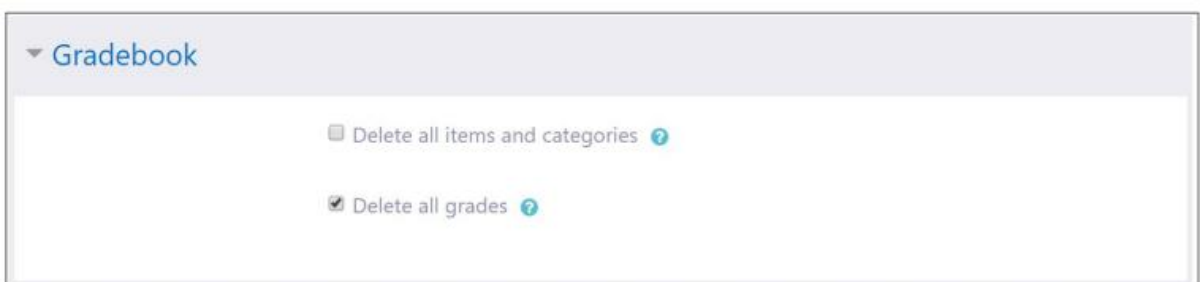 Gradebook
Delete all items and categories ?
Delete all grades ?